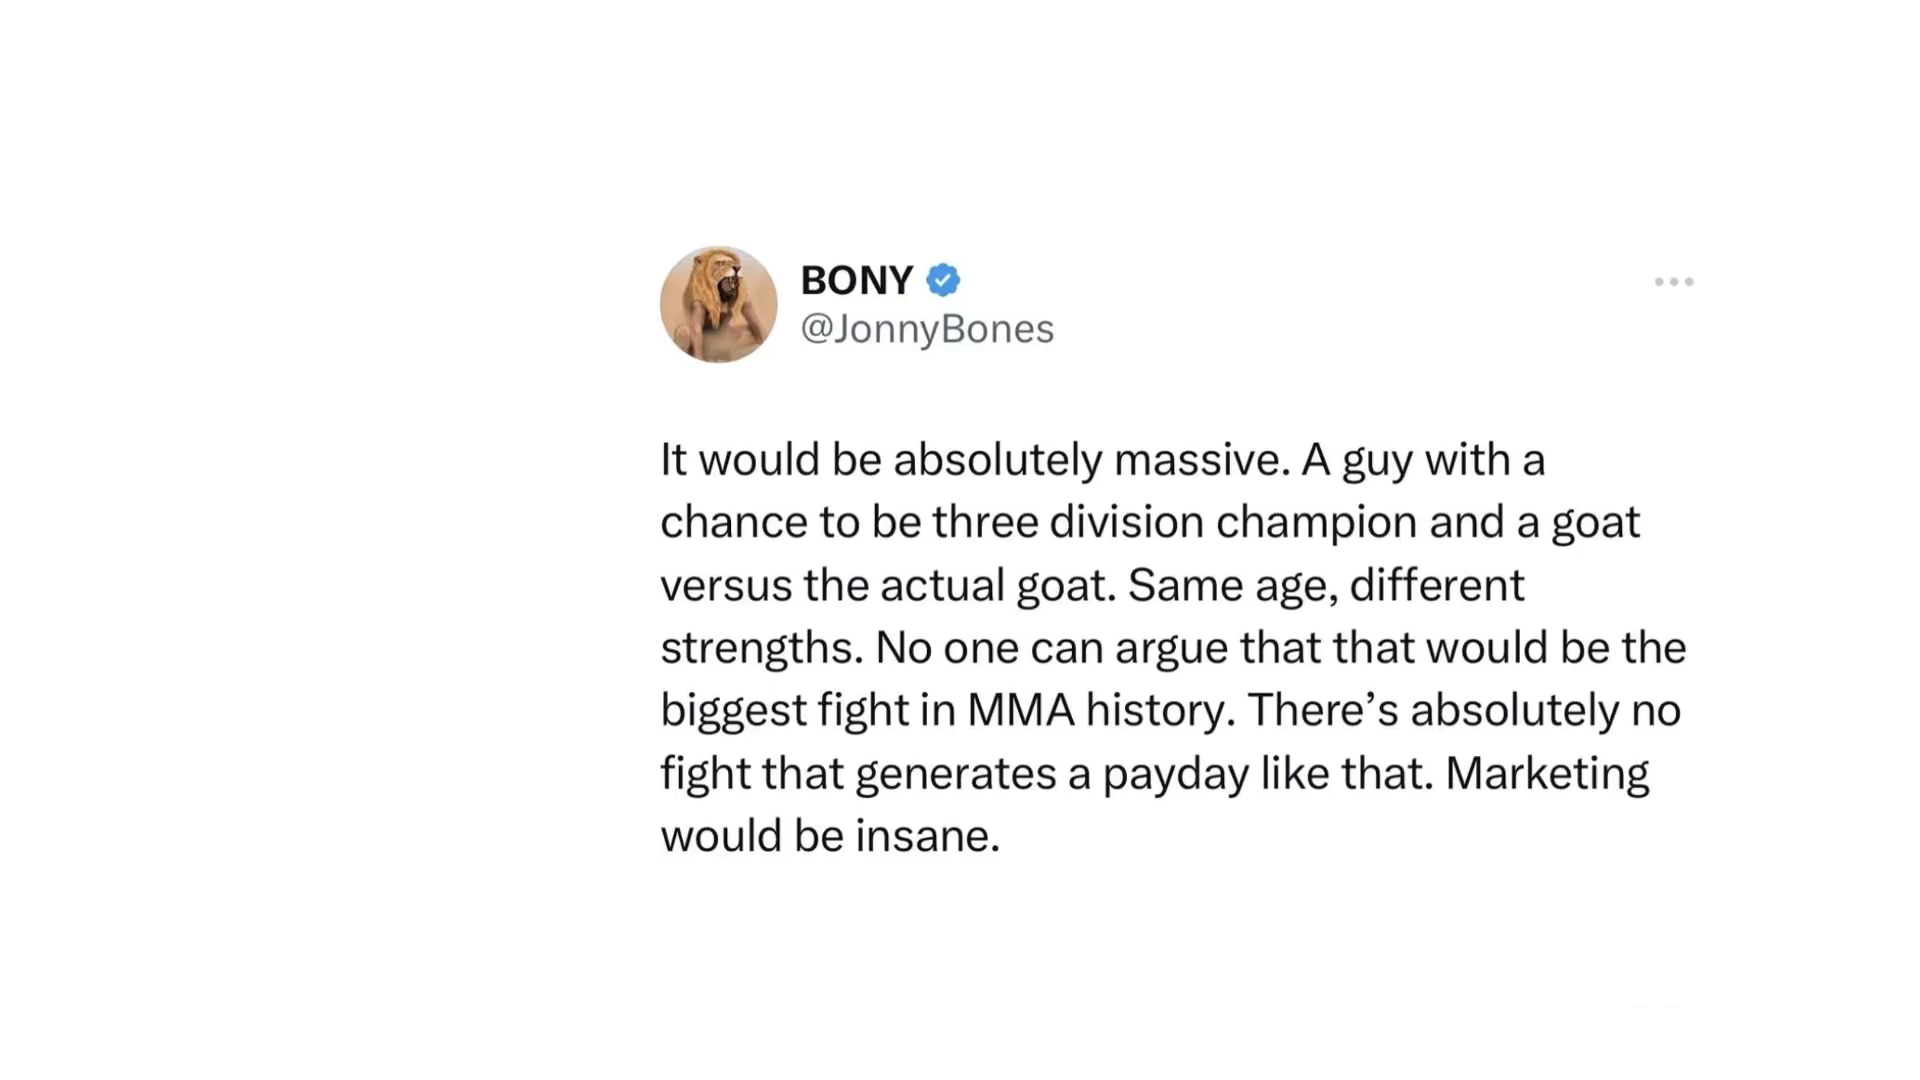 BONY
@JonnyBones
It would be absolutely massive. A guy with a
chance to be three division champion and a goat
versus the actual goat. Same age, different
strengths. No one can argue that that would be the
biggest fight in MMA history. There’s absolutely no
fight that generates a payday like that. Marketing
would be insane.